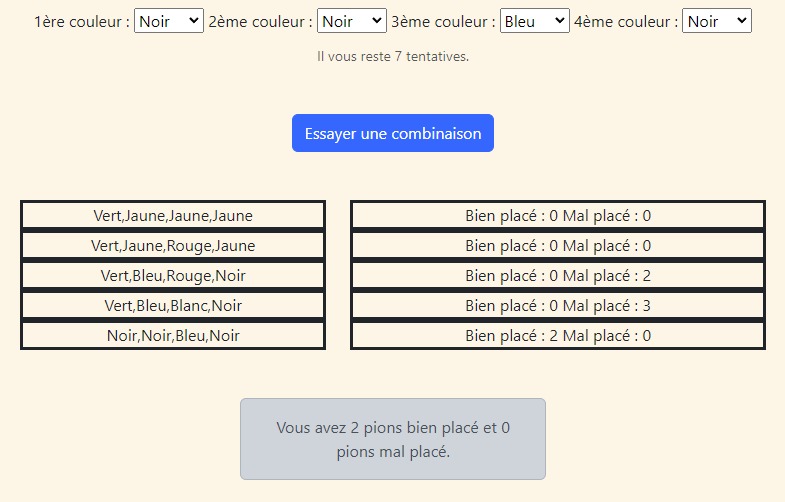 1ère couleur : Noir 2ème couleur : Noir 3ème couleur : Bleu 4ème couleur : Noir
Il vous reste 7 tentatives.
Essayer une combinaison
Vert,Jaune,Jaune,Jaune Bien placé : 0 Mal placé : 0
Vert,Jaune,Rouge,Jaune Bien placé : 0 Mal placé : 0
Vert,Bleu,Rouge,Noir Bien placé : 0 Mal placé : 2
Vert,Bleu,Blanc,Noir Bien placé : 0 Mal placé : 3
Noir,Noir,Bleu,Noir Bien placé : 2 Mal placé : 0
Vous avez 2 pions bien placé et 0
pions mal placé.